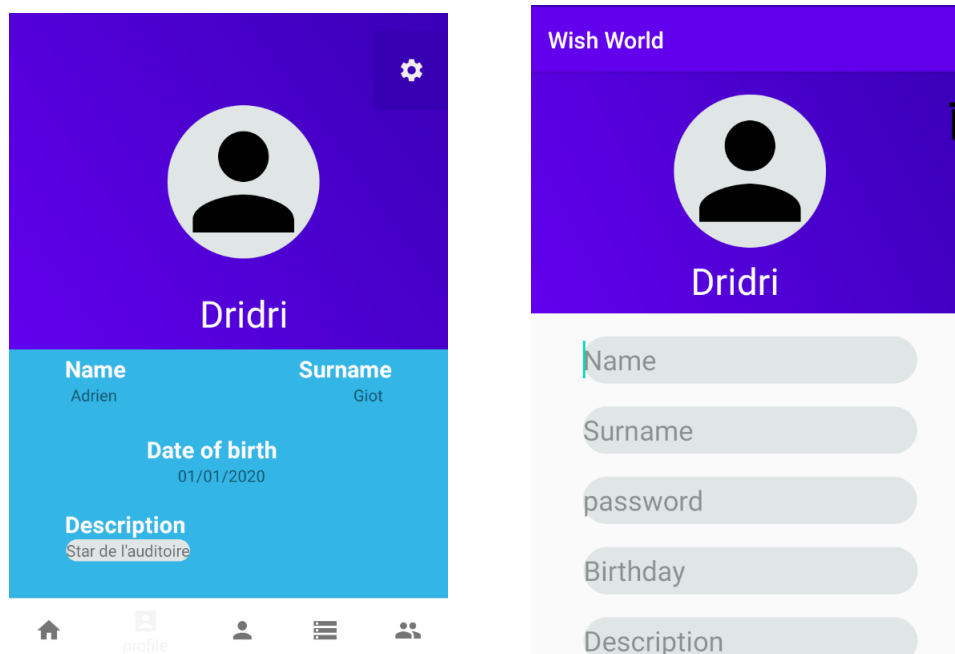 Dridri
Name Surname
Adrien Giot
Date of birth
01/01/2020
Description
Star de l'auditoire
profile
Wish World
Dridri
Name
Surname
password
Birthday
Description